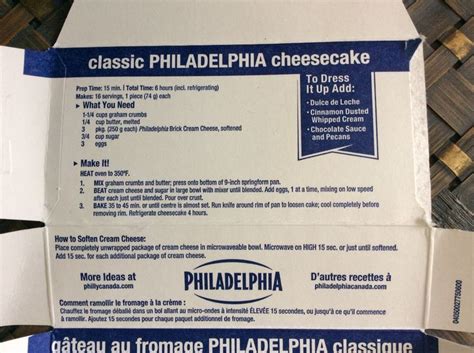 classic PHILADELPHIA cheesecake
Prep Time: 15 min. | Total Time: 6 hours (incl. refrigerating)
Makes: 16 servings, 1 piece (74 g) each
What You Need
1-1/4 cups graham crumbs
1/4 cup butter, melted
3 pkg. (250 g each) Philadelphia Brick Cream Cheese, softened
3/4 cup sugar
3 eggs
To Dress
It Up Add:
• Dulce de Leche
• Cinnamon Dusted
Whipped Cream
• Chocolate Sauce
and Pecans
Make It!
HEAT oven to 350°F.
1. MIX graham crumbs and butter; press onto bottom of 9-inch springform pan.
2. BEAT cream cheese and sugar in large bowl with mixer until blended. Add eggs, 1 at a time, mixing on low speed
after each just until blended. Pour over crust.
3. BAKE 35 to 45 min. or until centre is almost set. Run knife around rim of pan to loosen cake; cool completely before
removing rim. Refrigerate cheesecake 4 hours.
How to Soften Cream Cheese:
Place completely unwrapped package of cream cheese in microwaveable bowl. Microwave on HIGH 15 sec. or just until softened.
Add 15 sec. for each additional package of cream cheese.
More Ideas at
phillycanada.com
PHILADELPHIA
D'autres recettes à
philadelphiacanada.com
Comment ramollir le fromage à la crème :
Chauffez le fromage déballé dans un bol allant au micro-ondes à intensité ÉLEVÉE 15 secondes, ou jusqu'à ce qu'il commence
à ramollir. Ajoutez 15 secondes pour chaque paquet additionnel de fromage.
gâteau au fromage PHILADELPHIA classique